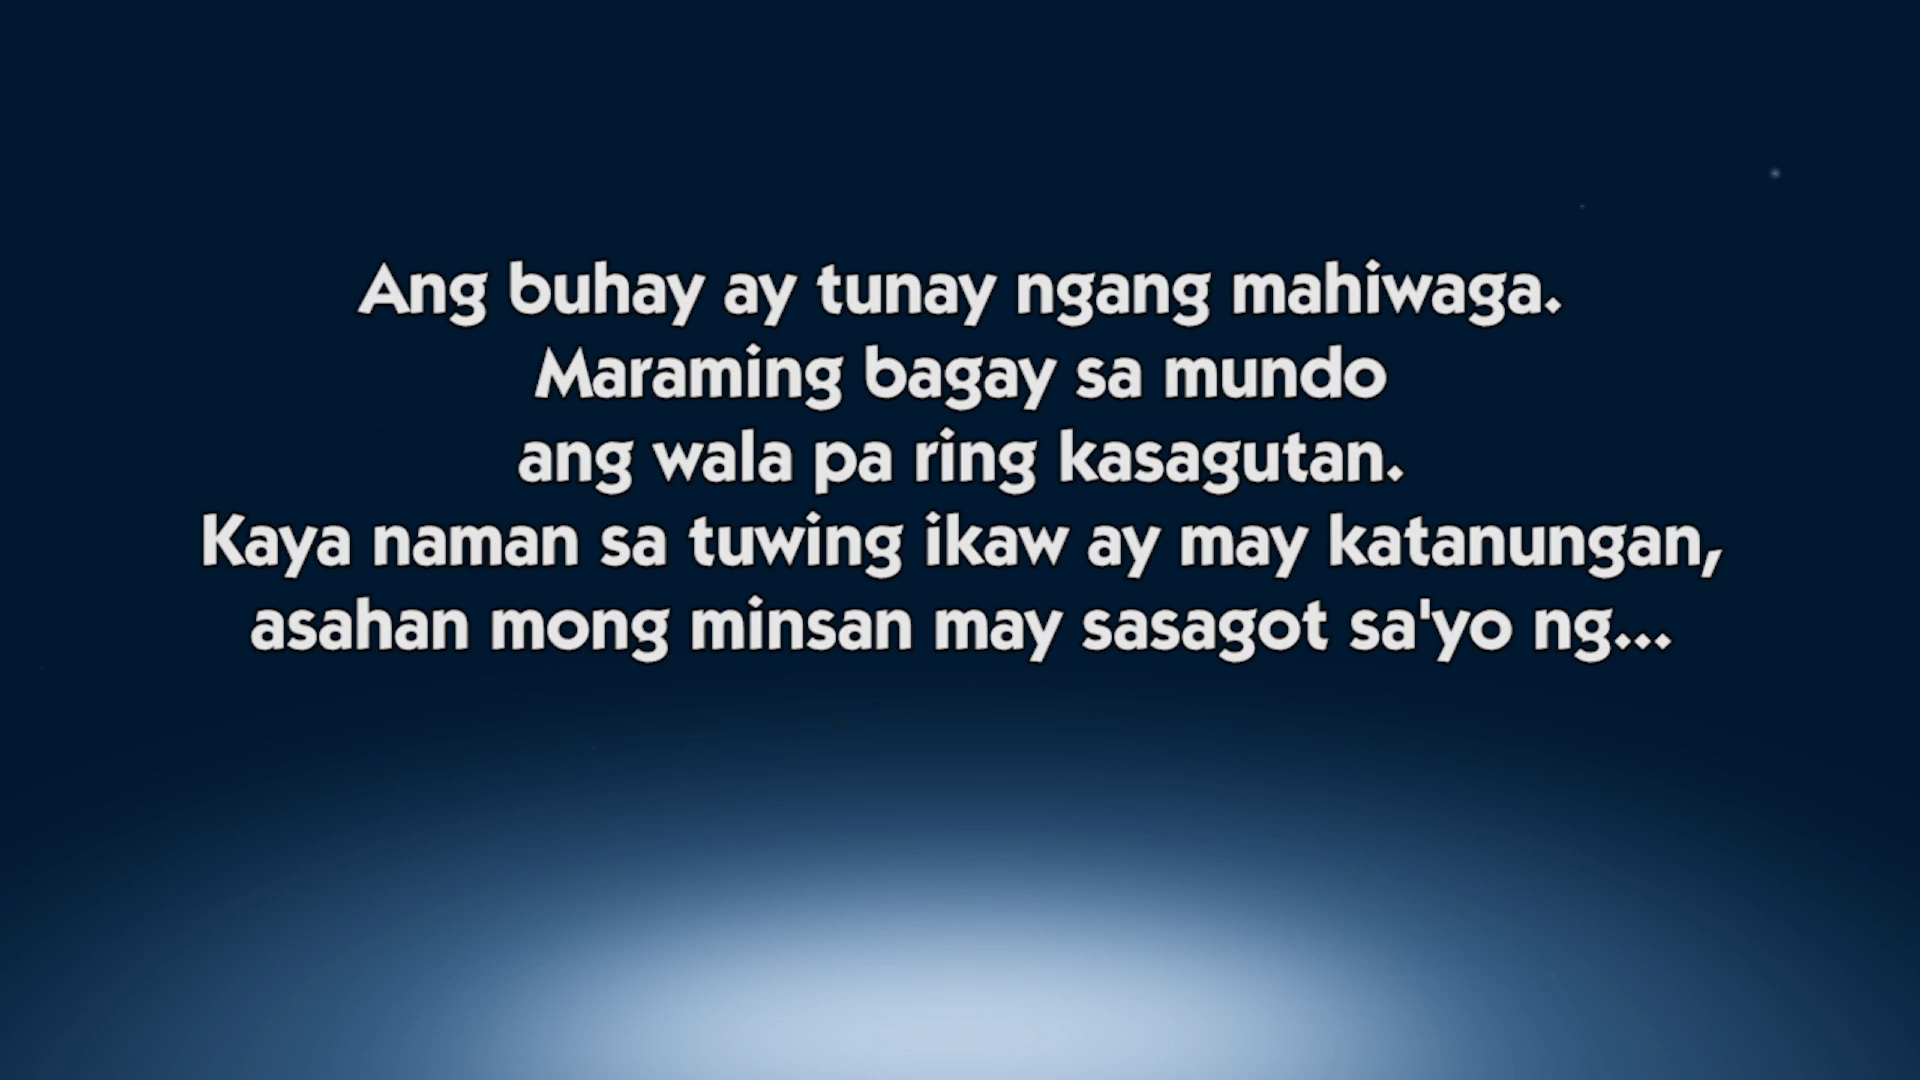 Ang buhay ay tunay ngang mahiwaga.
Maraming bagay sa mundo
ang wala pa ring kasagutan.
Kaya naman sa tuwing ikaw ay may katanungan,
asahan mong minsan may sasagot sa'yo ng...